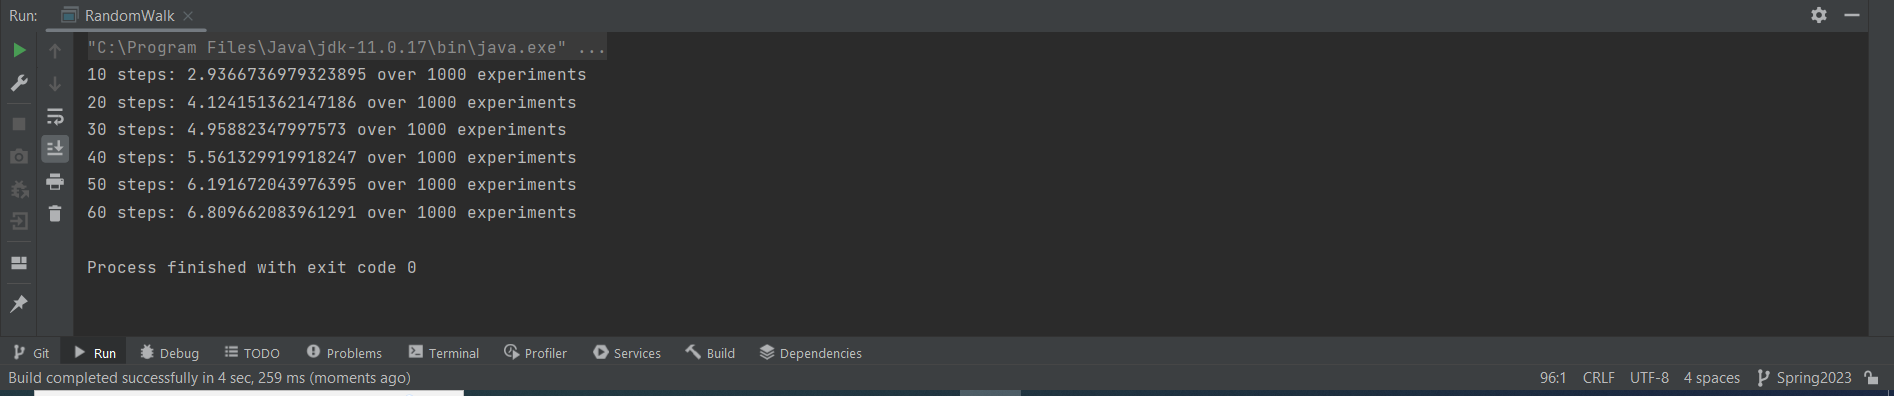 Run: RandomWalk
"C:\Program Files\Java\jdk-11.0.17\bin\java.exe" ...
10 steps: 2.9366736979323895 over 1000 experiments
20 steps: 4.124151362147186 over 1000 experiments
30 steps: 4.95882347997573 over 1000 experiments
40 steps: 5.561329919918247 over 1000 experiments
50 steps: 6.191672043976395 over 1000 experiments
60 steps: 6.809662083961291 over 1000 experiments
Process finished with exit code 0
Git Run Debug TODO Problems Terminal Profiler Services Build Dependencies
Build completed successfully in 4 sec, 259 ms (moments ago) 96:1 CRLF UTF-8 4 spaces Spring2023